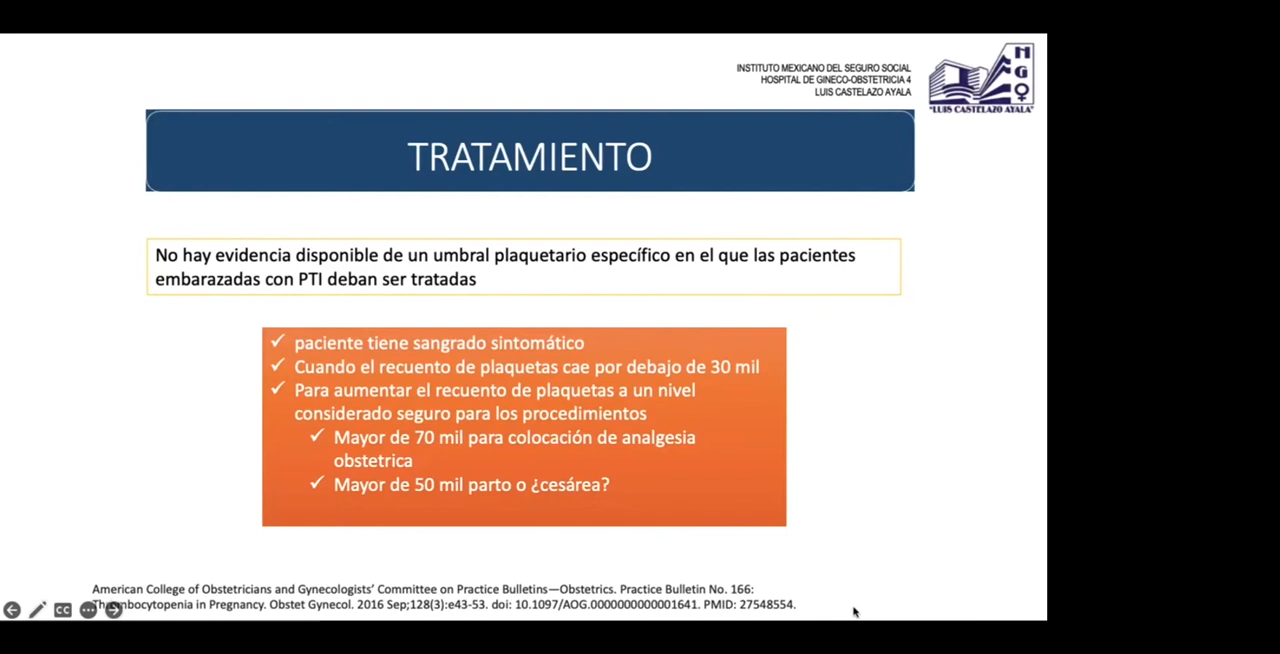 INSTITUTO MEXICANO DEL SEGURO SOCIAL
HOSPITAL DE GINECO-OBSTETRICIA 4
LUIS CASTELAZO AYALA
H
G
"LUIS CASTELAZO AYALA"
TRATAMIENTO
No hay evidencia disponible de un umbral plaquetario específico en el que las pacientes
embarazadas con PTI deban ser tratadas
✓ paciente tiene sangrado sintomático
✓ Cuando el recuento de plaquetas cae por debajo de 30 mil
✓ Para aumentar el recuento de plaquetas a un nivel
considerado seguro para los procedimientos
✓ Mayor de 70 mil para colocación de analgesia
obstetrica
✓ Mayor de 50 mil parto o ¿cesárea?
American College of Obstetricians and Gynecologists' Committee on Practice Bulletins—Obstetrics. Practice Bulletin No. 166:
Thrombocytopenia in Pregnancy. Obstet Gynecol. 2016 Sep;128(3):e43-53. doi: 10.1097/AOG.0000000000001641. PMID: 27548554.
CC